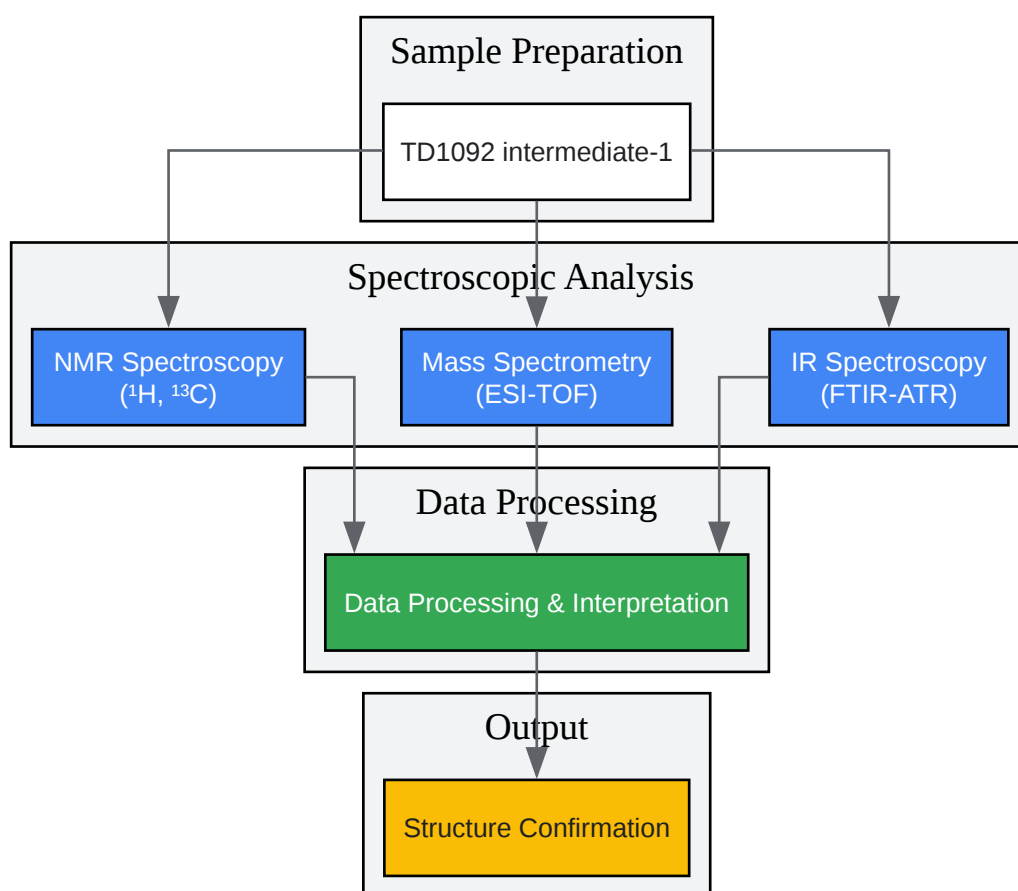 Sample Preparation
TD1092 intermediate-1
Spectroscopic Analysis
NMR Spectroscopy
(¹H, ¹³C)
Mass Spectrometry
(ESI-TOF)
IR Spectroscopy
(FTIR-ATR)
Data Processing
Data Processing & Interpretation
Output
Structure Confirmation